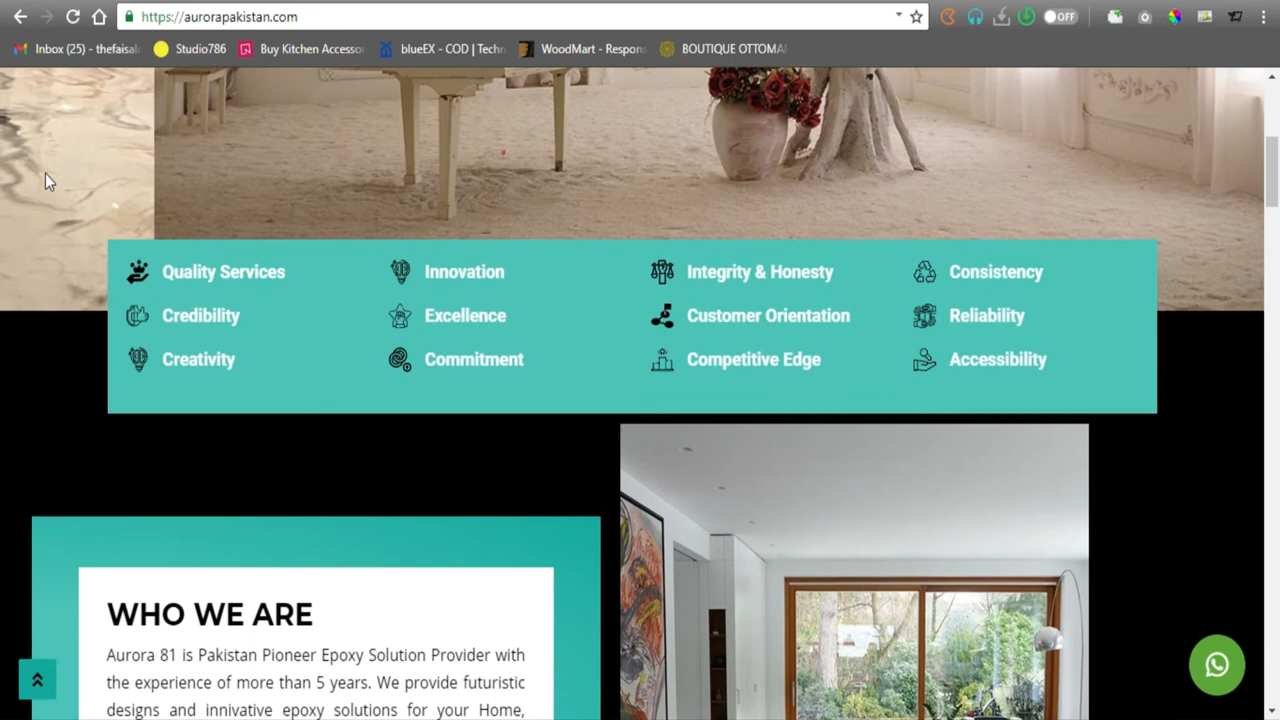 https://aurorapakistan.com
OFF
Inbox (25) - thefaisal
Studio786
Buy Kitchen Accessor
blueEX - COD | Techn
WoodMart - Respons
BOUTIQUE OTTOMA
Quality Services
Innovation
Integrity & Honesty
Consistency
Credibility
Excellence
Customer Orientation
Reliability
Creativity
Commitment
Competitive Edge
Accessibility
WHO WE ARE
Aurora 81 is Pakistan Pioneer Epoxy Solution Provider with
the experience of more than 5 years. We provide futuristic
designs and innivative epoxy solutions for your Home,